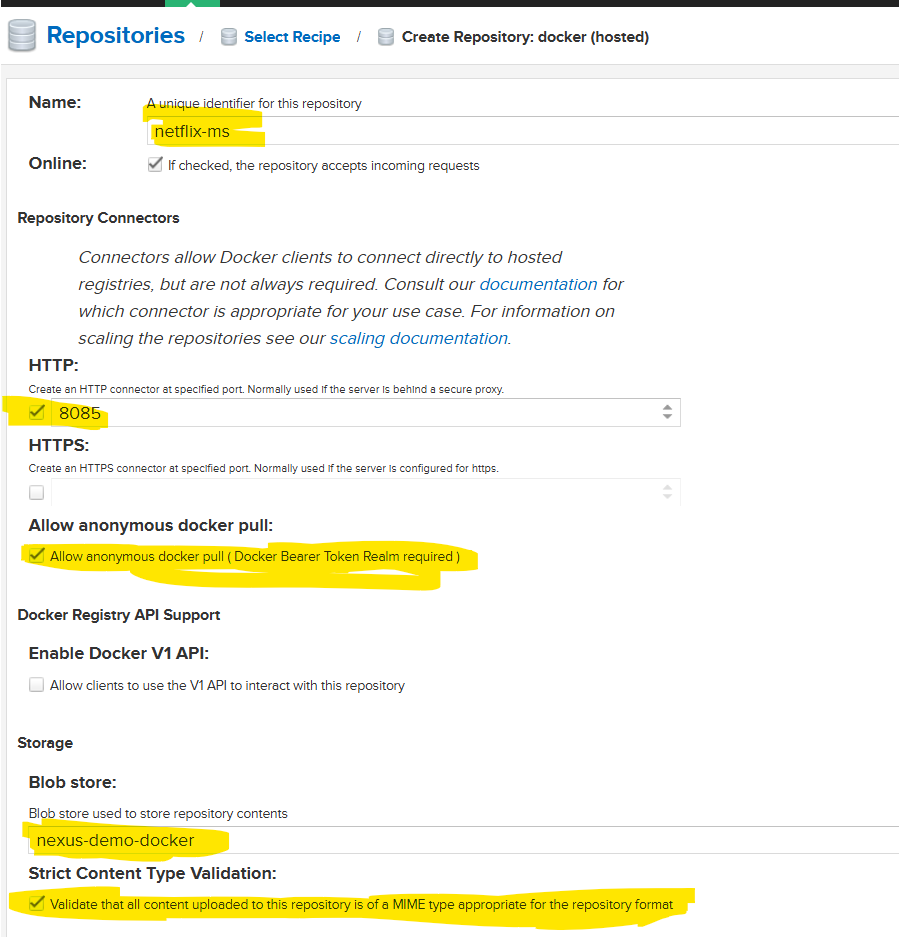 Repositories / Select Recipe / Create Repository: docker (hosted)
Name: A unique identifier for this repository
netflix-ms
Online: If checked, the repository accepts incoming requests
Repository Connectors
Connectors allow Docker clients to connect directly to hosted
registries, but are not always required. Consult our documentation for
which connector is appropriate for your use case. For information on
scaling the repositories see our scaling documentation.
HTTP:
Create an HTTP connector at specified port. Normally used if the server is behind a secure proxy.
8085
HTTPS:
Create an HTTPS connector at specified port. Normally used if the server is configured for https.
Allow anonymous docker pull:
Allow anonymous docker pull ( Docker Bearer Token Realm required )
Docker Registry API Support
Enable Docker V1 API:
Allow clients to use the V1 API to interact with this repository
Storage
Blob store:
Blob store used to store repository contents
nexus-demo-docker
Strict Content Type Validation:
Validate that all content uploaded to this repository is of a MIME type appropriate for the repository format